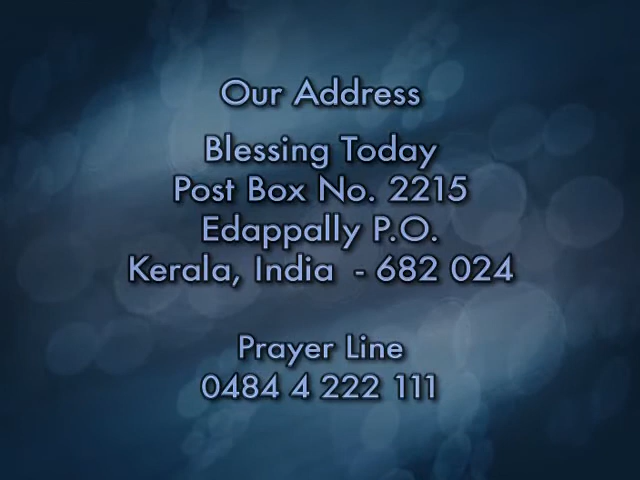 Our Address
Blessing Today
Post Box No. 2215
Edappally P.O.
Kerala, India - 682 024
Prayer Line
0484 4 222 111